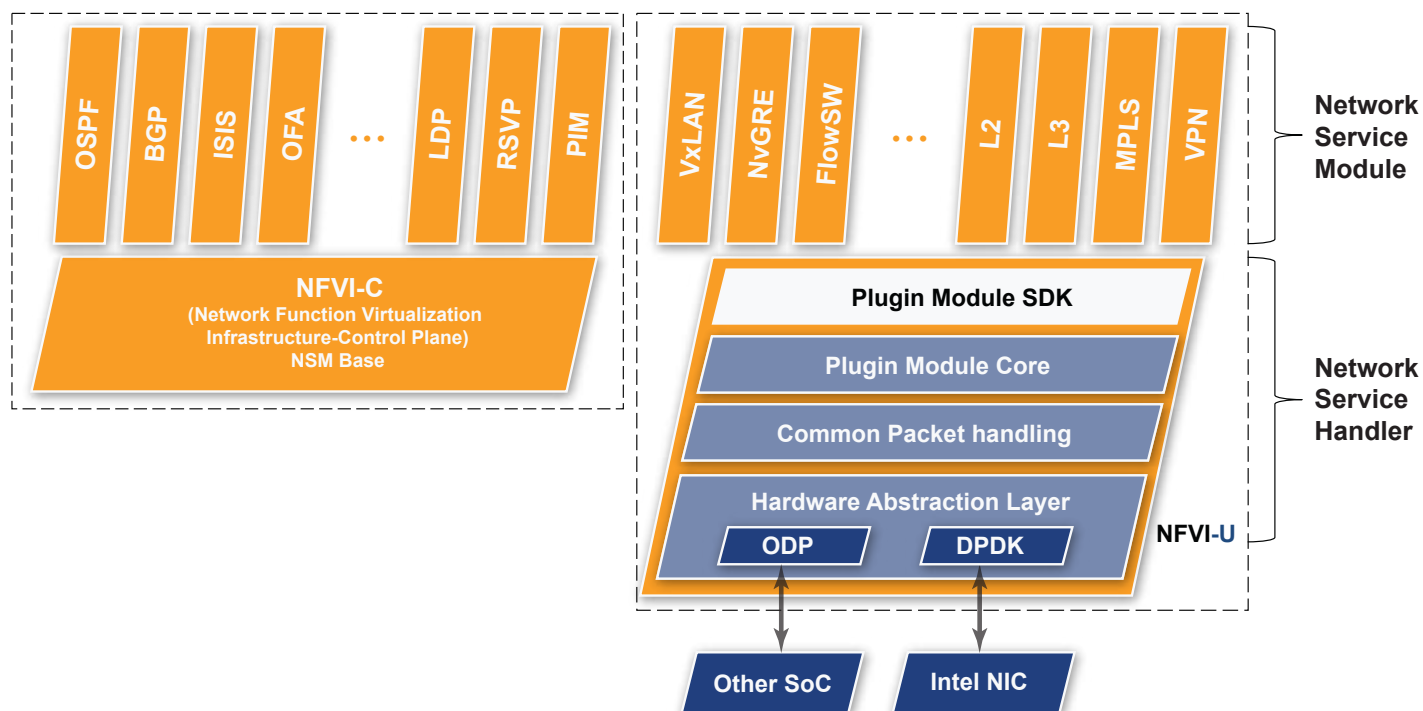 OSPF
BGP
ISIS
OFA
...
LDP
RSVP
PIM
VxLAN
NvGRE
FlowSW
...
L2
L3
MPLS
VPN
Network
Service
Module
NFVI-C
(Network Function Virtualization
Infrastructure-Control Plane)
NSM Base
Plugin Module SDK
Plugin Module Core
Common Packet handling
Hardware Abstraction Layer
ODP
DPDK
NFVI-U
Network
Service
Handler
Other SoC
Intel NIC